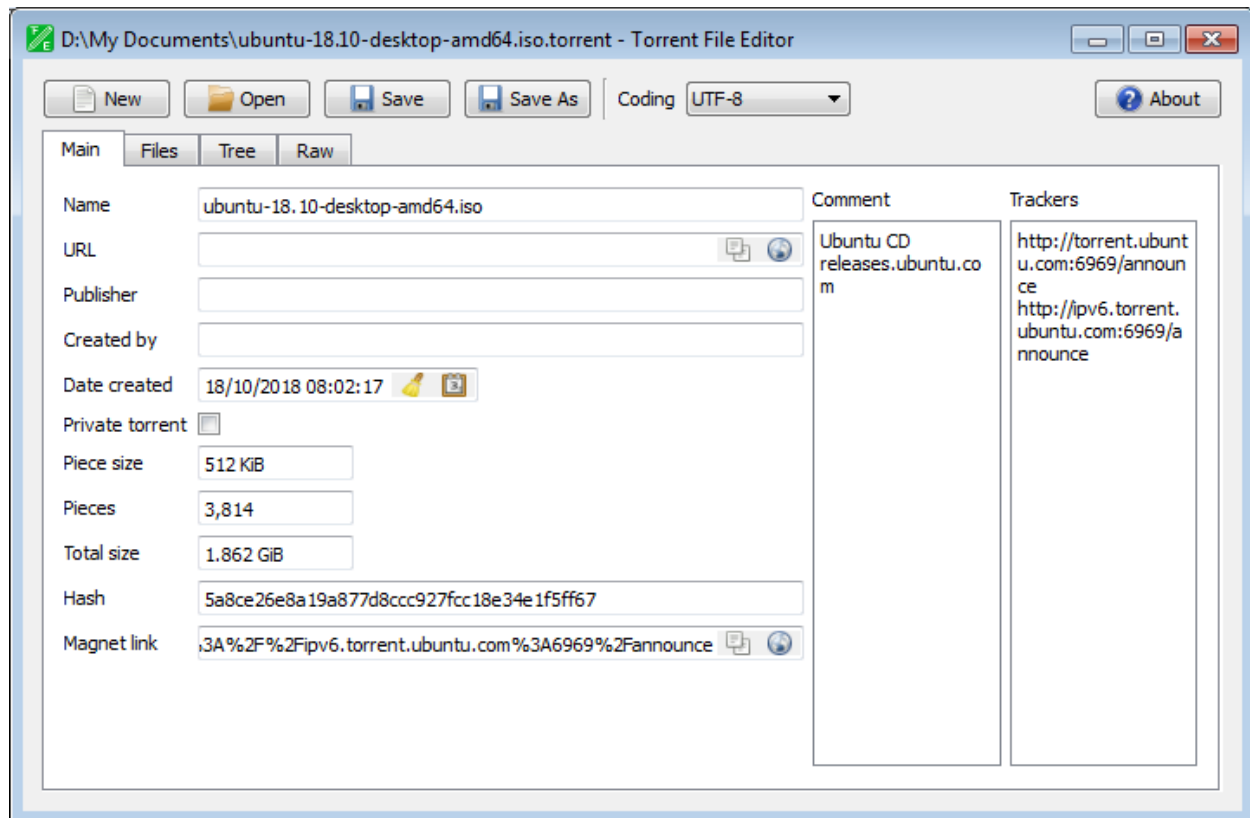 D:\My Documents\ubuntu-18.10-desktop-amd64.iso.torrent - Torrent File Editor
New Open Save Save As Coding UTF-8 About
Main Files Tree Raw
Name ubuntu-18.10-desktop-amd64.iso
URL
Publisher
Created by
Date created 18/10/2018 08:02:17
Private torrent
Piece size 512 KiB
Pieces 3,814
Total size 1.862 GiB
Hash 5a8ce26e8a19a877d8ccc927fcc18e34e1f5ff67
Magnet link 3A%2F%2Fipv6.torrent.ubuntu.com%3A6969%2Fannounce
Comment
Ubuntu CD
releases.ubuntu.co
m
Trackers
http://torrent.ubunt
u.com:6969/announ
ce
http://ipv6.torrent.
ubuntu.com:6969/a
nnounce